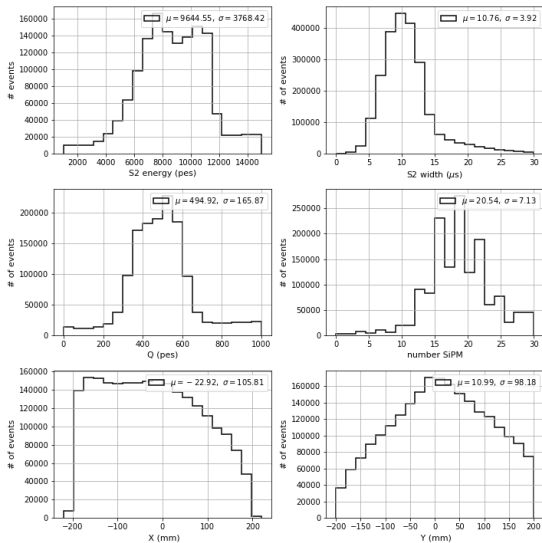 μ = 9644.55, σ = 3768.42
# events
160000
140000
120000
100000
80000
60000
40000
20000
0
2000 4000 6000 8000 10000 12000 14000
S2 energy (pes)
μ = 10.76, σ = 3.92
# of events
400000
300000
200000
100000
0
0 5 10 15 20 25 30
S2 width (μs)
μ = 494.92, σ = 165.87
# of events
200000
150000
100000
50000
0
0 200 400 600 800 1000
Q (pes)
μ = 20.54, σ = 7.13
# of events
250000
200000
150000
100000
50000
0
0 5 10 15 20 25 30
number SiPM
μ = −22.92, σ = 105.81
# of events
160000
140000
120000
100000
80000
60000
40000
20000
0
−200 −100 0 100 200
X (mm)
μ = 10.99, σ = 98.18
# of events
160000
140000
120000
100000
80000
60000
40000
20000
0
−200 −150 −100 −50 0 50 100 150 200
Y (mm)